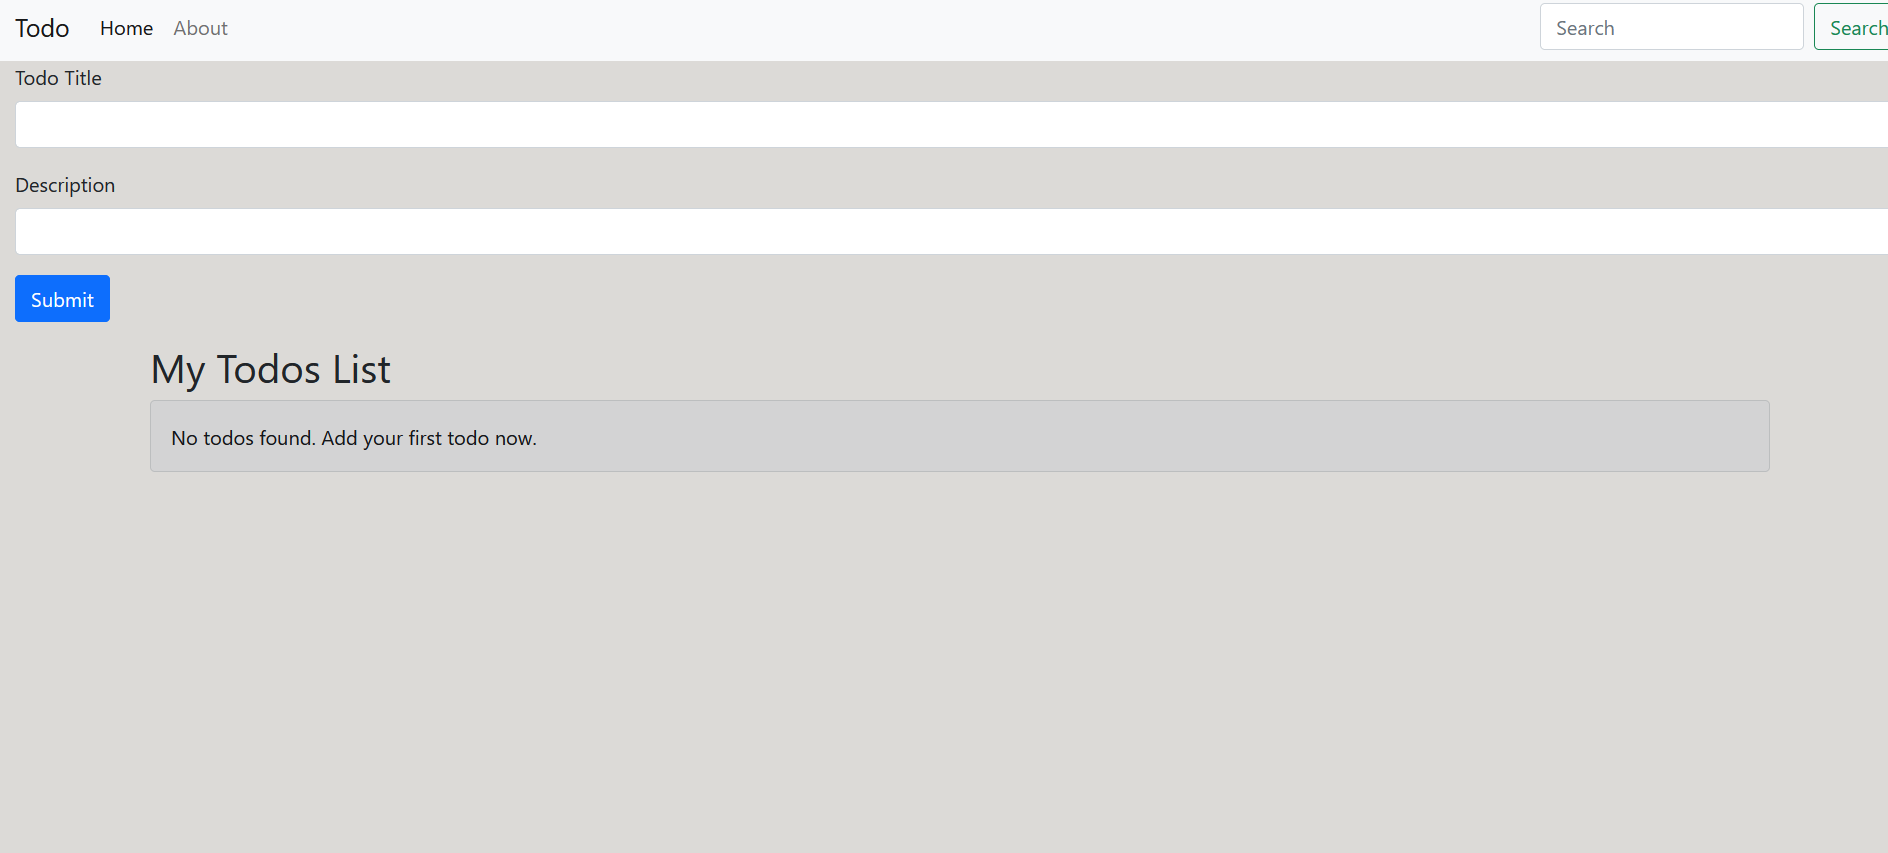 Todo Home About Search Search
Todo Title
Description
Submit
My Todos List
No todos found. Add your first todo now.